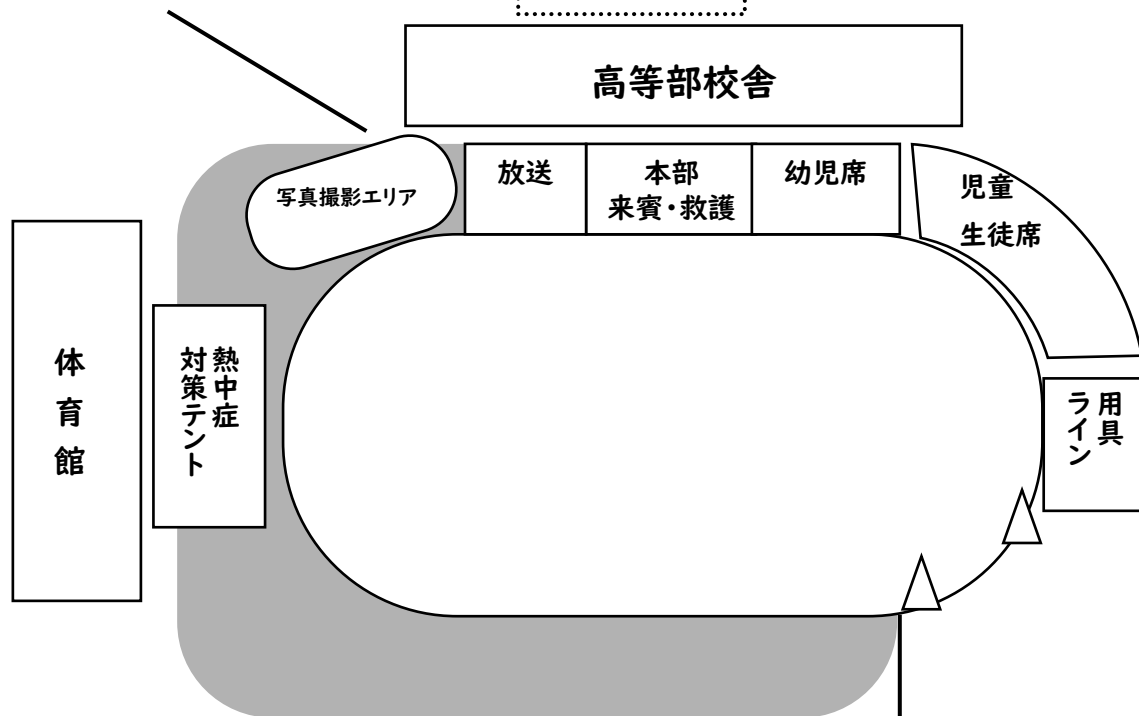 高等部校舎
写真撮影エリア
放送
本部
来賓・救護
幼児席
児童
生徒席
体育館
熱中症
対策テント
用具
ライン